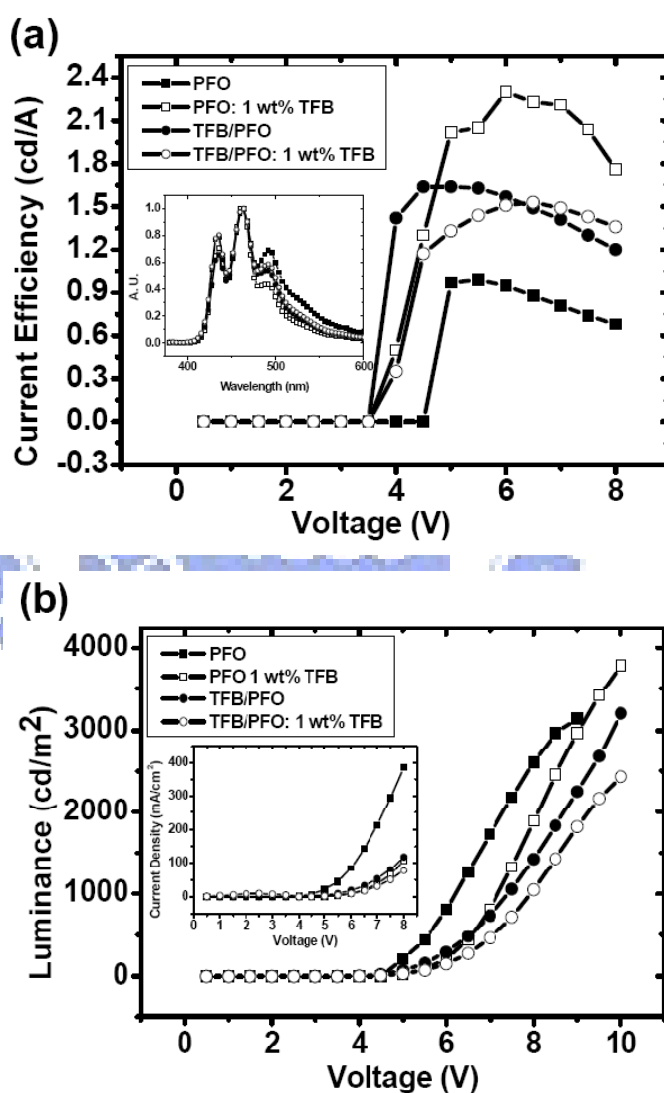 (a)
Current Efficiency (cd/A)
2.4
2.1
1.8
1.5
1.2
0.9
0.6
0.3
0.0
-0.3
PFO
PFO: 1 wt% TFB
TFB/PFO
TFB/PFO: 1 wt% TFB
A. U.
1.0
0.8
0.6
0.4
0.2
0.0
400 500 600
Wavelength (nm)
0 2 4 6 8
Voltage (V)
(b)
Luminance (cd/m²)
4000
3000
2000
1000
0
PFO
PFO 1 wt% TFB
TFB/PFO
TFB/PFO: 1 wt% TFB
Current Density (mA/cm²)
400
300
200
100
0
0 1 2 3 4 5 6 7 8
Voltage (V)
0 2 4 6 8 10
Voltage (V)